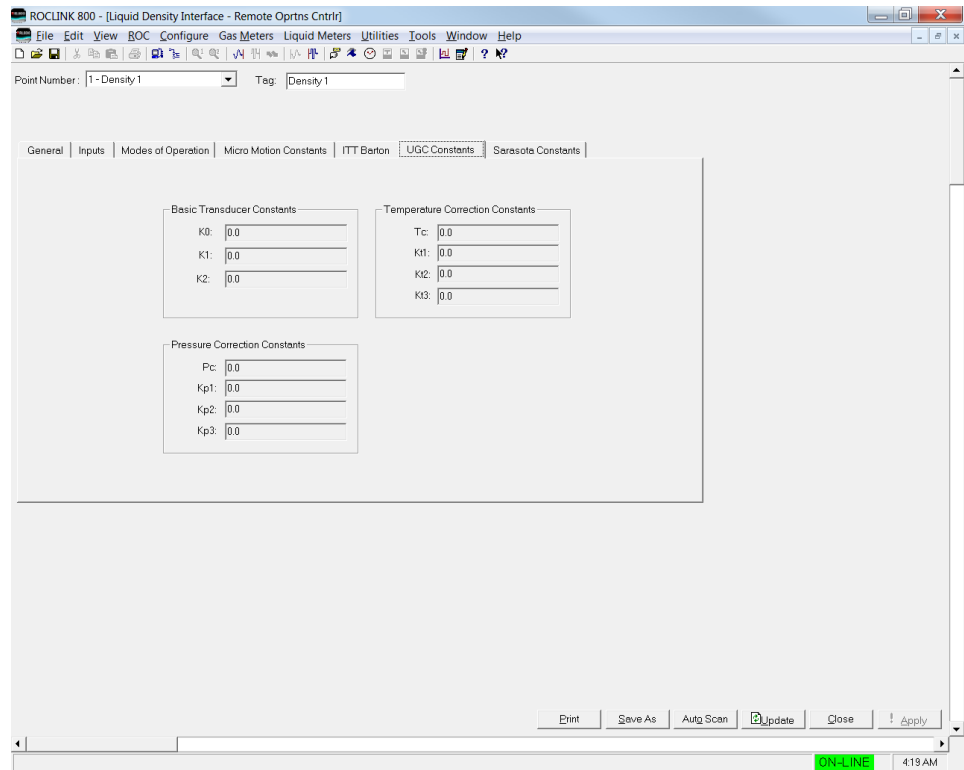 ROCLINK 800 - [Liquid Density Interface - Remote Oprtns Cntrlr]
File Edit View ROC Configure Gas Meters Liquid Meters Utilities Tools Window Help
Point Number : 1 - Density 1 Tag: Density 1
General Inputs Modes of Operation Micro Motion Constants ITT Barton UGC Constants Sarasota Constants
Basic Transducer Constants
K0: 0.0
K1: 0.0
K2: 0.0
Temperature Correction Constants
Tc: 0.0
Kt1: 0.0
Kt2: 0.0
Kt3: 0.0
Pressure Correction Constants
Pc: 0.0
Kp1: 0.0
Kp2: 0.0
Kp3: 0.0
Print Save As Auto Scan Update Close ! Apply
ON-LINE 4:19 AM